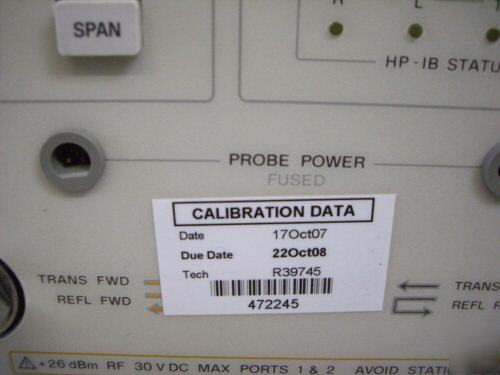 SPAN
R L
HP-IB STATU
PROBE POWER
FUSED
CALIBRATION DATA
Date 17Oct07
Due Date 22Oct08
Tech R39745
472245
TRANS FWD
REFL FWD
TRANS
REFL R
+26 dBm RF 30 V DC MAX PORTS 1 & 2 AVOID STATI